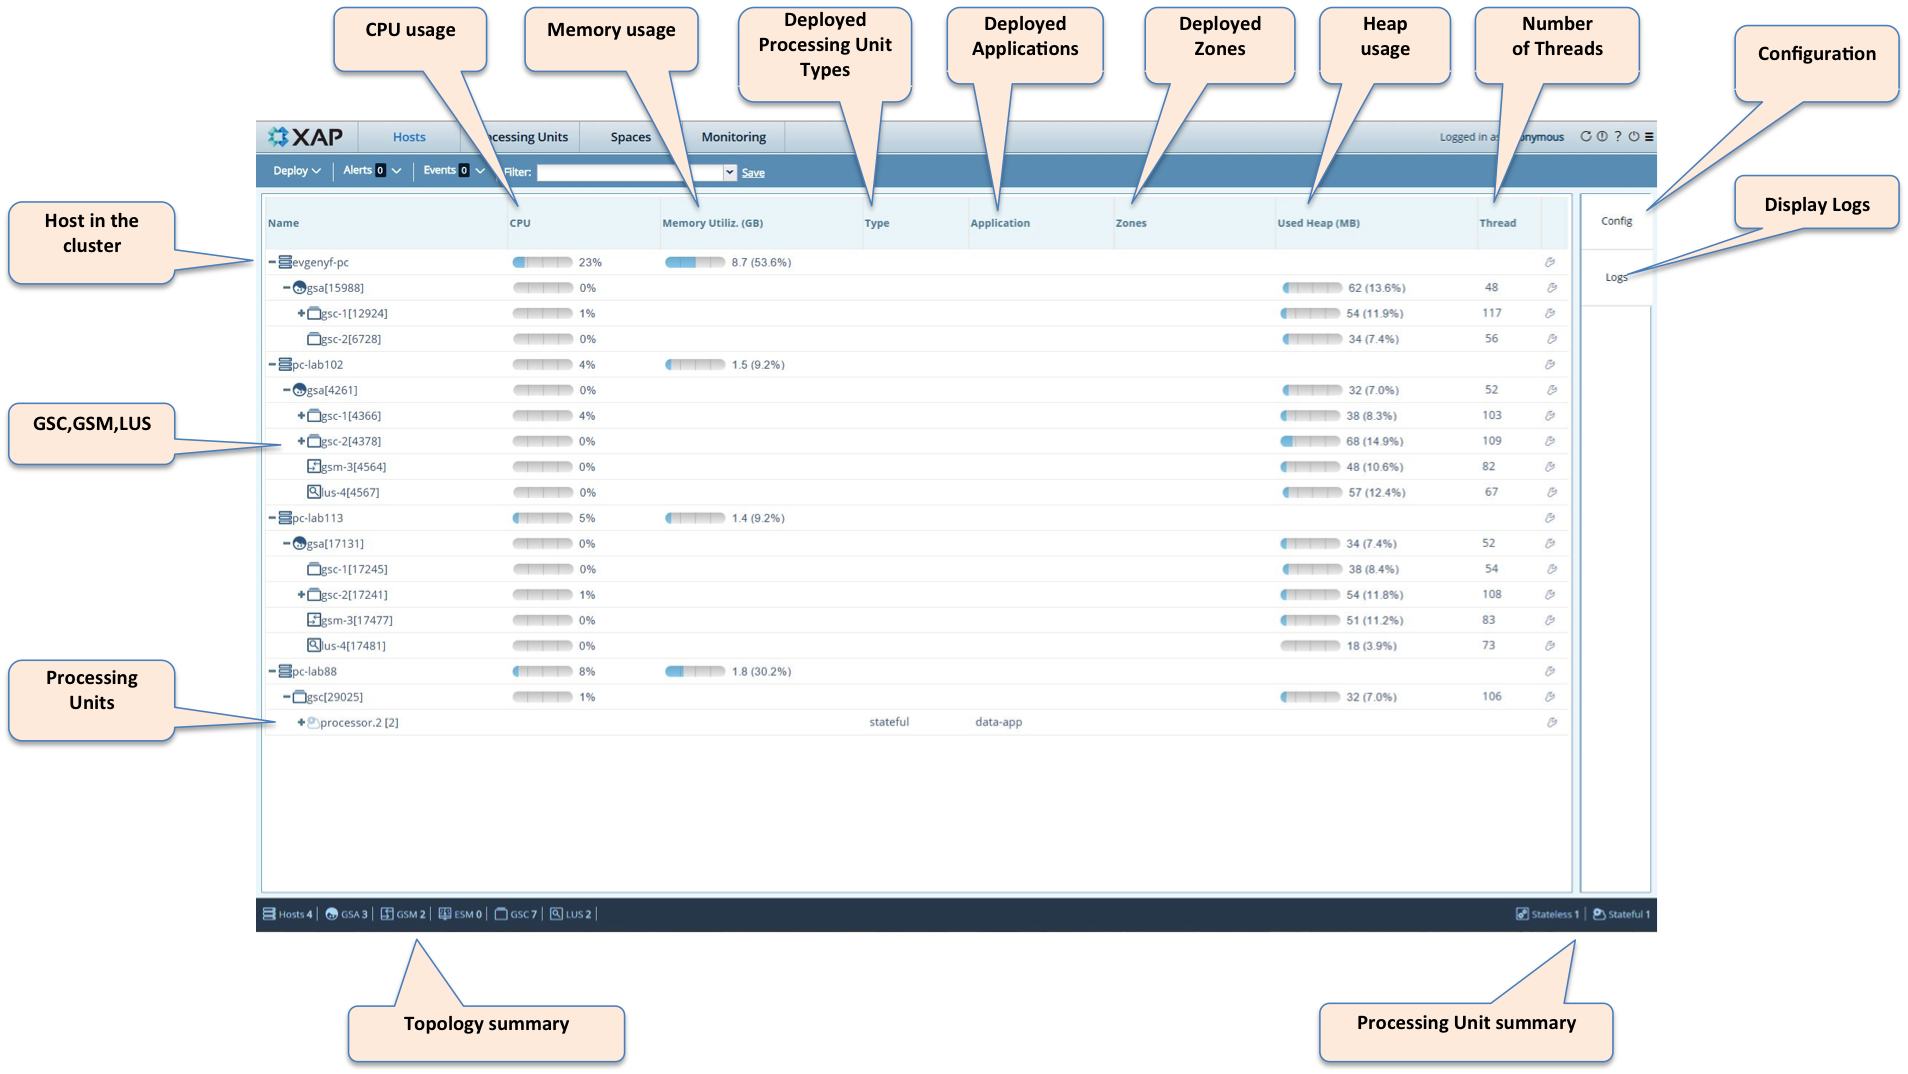 CPU usage
Memory usage
Deployed
Processing Unit
Types
Deployed
Applications
Deployed
Zones
Heap
usage
Number
of Threads
Configuration
Display Logs
XAP Hosts cessing Units Spaces Monitoring Logged in as nymous
Deploy Alerts 0 Events 0 Filter: Save
Host in the
cluster
Name CPU Memory Utiliz. (GB) Type Application Zones Used Heap (MB) Thread Config
Logs
evgenyf-pc 23% 8.7 (53.6%)
gsa[15988] 0% 62 (13.6%) 48
gsc-1[12924] 1% 54 (11.9%) 117
gsc-2[6728] 0% 34 (7.4%) 56
pc-lab102 4% 1.5 (9.2%)
gsa[4261] 0% 32 (7.0%) 52
gsc-1[4366] 4% 38 (8.3%) 103
GSC,GSM,LUS
gsc-2[4378] 0% 68 (14.9%) 109
gsm-3[4564] 0% 48 (10.6%) 82
lus-4[4567] 0% 57 (12.4%) 67
pc-lab113 5% 1.4 (9.2%)
gsa[17131] 0% 34 (7.4%) 52
gsc-1[17245] 0% 38 (8.4%) 54
gsc-2[17241] 1% 54 (11.8%) 108
gsm-3[17477] 0% 51 (11.2%) 83
lus-4[17481] 0% 18 (3.9%) 73
pc-lab88 8% 1.8 (30.2%)
Processing
Units
gsc[29025] 1% 32 (7.0%) 106
processor.2 [2] stateful data-app
Hosts 4 GSA 3 GSM 2 ESM 0 GSC 7 LUS 2 Stateless 1 Stateful 1
Topology summary
Processing Unit summary